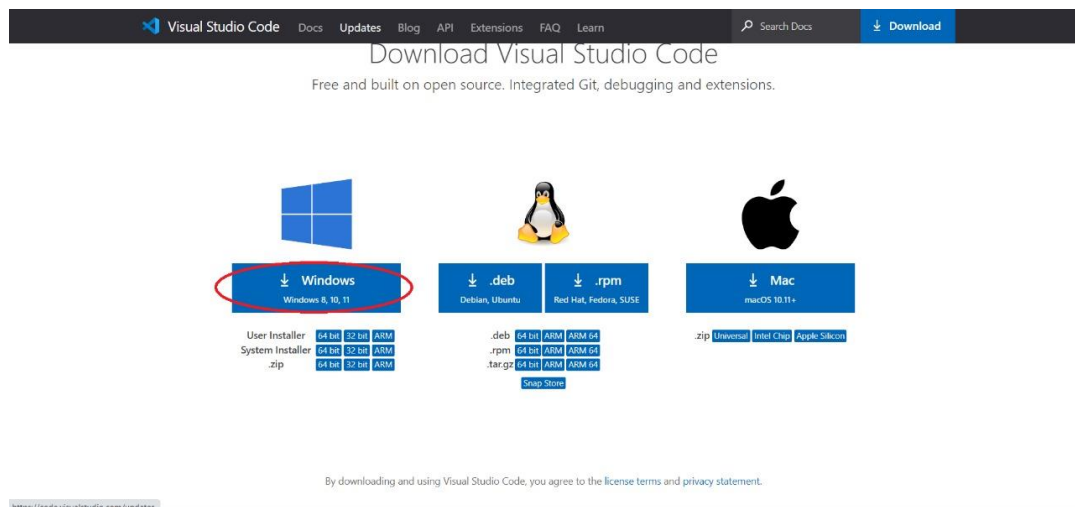 Visual Studio Code Docs Updates Blog API Extensions FAQ Learn Search Docs Download
Download Visual Studio Code
Free and built on open source. Integrated Git, debugging and extensions.
Windows
Windows 8, 10, 11
User Installer 64 bit 32 bit ARM
System Installer 64 bit 32 bit ARM
.zip 64 bit 32 bit ARM
.deb
Debian, Ubuntu
.rpm
Red Hat, Fedora, SUSE
.deb 64 bit ARM ARM 64
.rpm 64 bit ARM ARM 64
.tar.gz 64 bit ARM ARM 64
Snap Store
Mac
macOS 10.11+
.zip Universal Intel Chip Apple Silicon
By downloading and using Visual Studio Code, you agree to the license terms and privacy statement.
https://code.visualstudio.com/updates